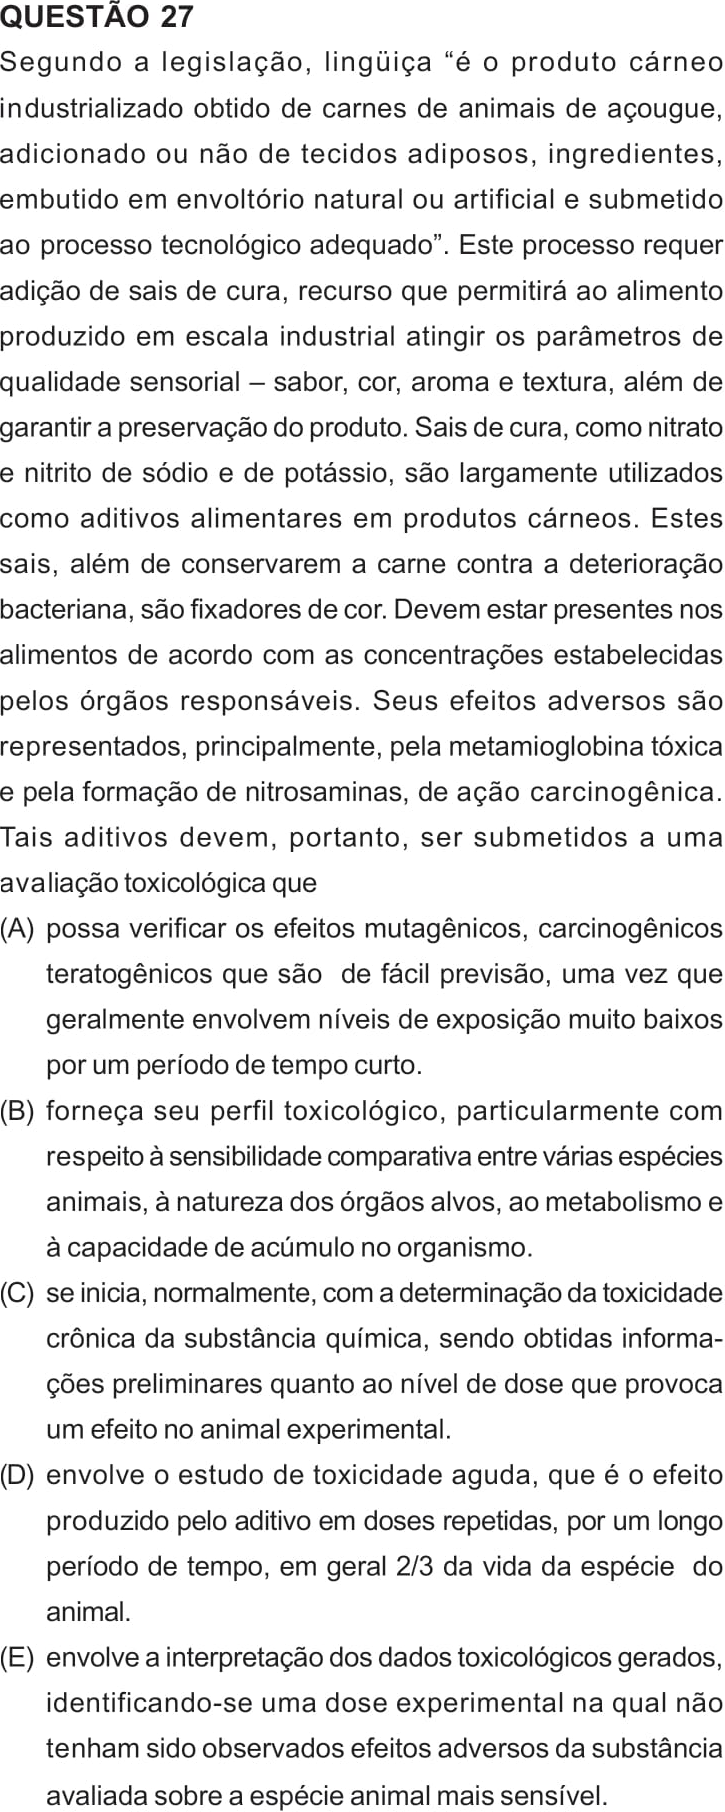 QUESTÃO 27
Segundo a legislação, lingüiça “é o produto cárneo
industrializado obtido de carnes de animais de açougue,
adicionado ou não de tecidos adiposos, ingredientes,
embutido em envoltório natural ou artificial e submetido
ao processo tecnológico adequado”. Este processo requer
adição de sais de cura, recurso que permitirá ao alimento
produzido em escala industrial atingir os parâmetros de
qualidade sensorial – sabor, cor, aroma e textura, além de
garantir a preservação do produto. Sais de cura, como nitrato
e nitrito de sódio e de potássio, são largamente utilizados
como aditivos alimentares em produtos cárneos. Estes
sais, além de conservarem a carne contra a deterioração
bacteriana, são fixadores de cor. Devem estar presentes nos
alimentos de acordo com as concentrações estabelecidas
pelos órgãos responsáveis. Seus efeitos adversos são
representados, principalmente, pela metamioglobina tóxica
e pela formação de nitrosaminas, de ação carcinogênica.
Tais aditivos devem, portanto, ser submetidos a uma
avaliação toxicológica que
(A) possa verificar os efeitos mutagênicos, carcinogênicos
teratogênicos que são de fácil previsão, uma vez que
geralmente envolvem níveis de exposição muito baixos
por um período de tempo curto.
(B) forneça seu perfil toxicológico, particularmente com
respeito à sensibilidade comparativa entre várias espécies
animais, à natureza dos órgãos alvos, ao metabolismo e
à capacidade de acúmulo no organismo.
(C) se inicia, normalmente, com a determinação da toxicidade
crônica da substância química, sendo obtidas informa-
ções preliminares quanto ao nível de dose que provoca
um efeito no animal experimental.
(D) envolve o estudo de toxicidade aguda, que é o efeito
produzido pelo aditivo em doses repetidas, por um longo
período de tempo, em geral 2/3 da vida da espécie do
animal.
(E) envolve a interpretação dos dados toxicológicos gerados,
identificando-se uma dose experimental na qual não
tenham sido observados efeitos adversos da substância
avaliada sobre a espécie animal mais sensível.